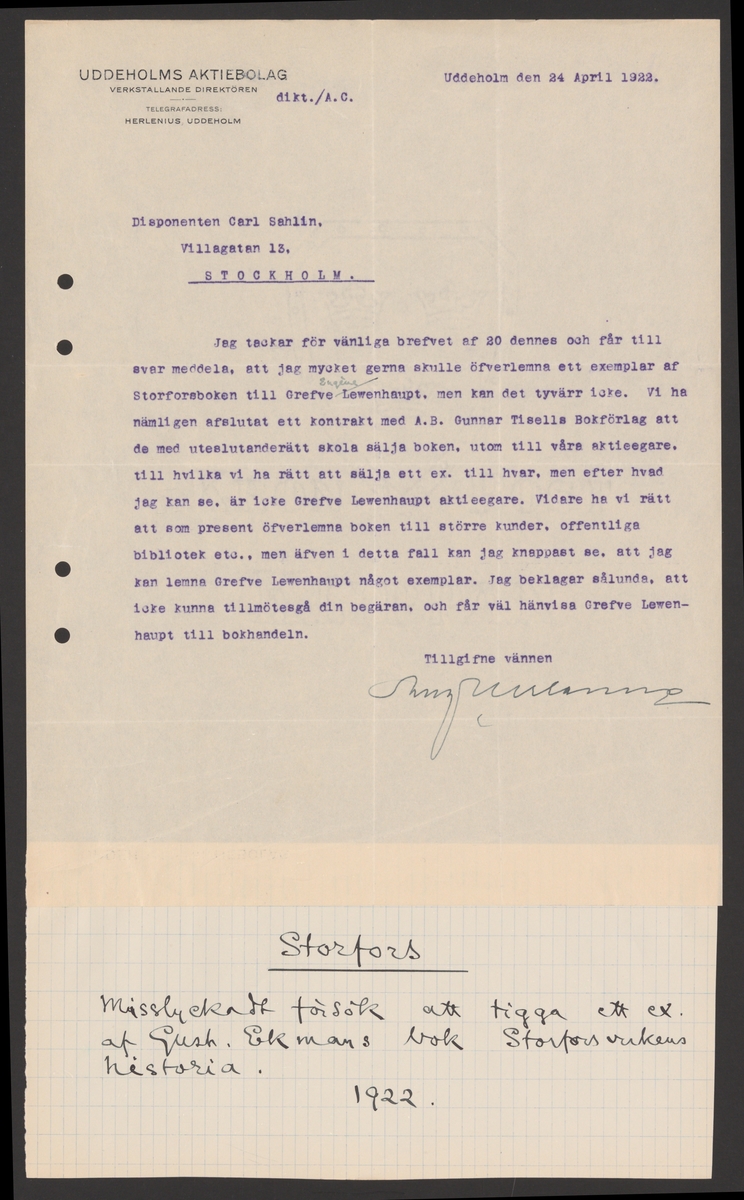 UDDEHOLMS AKTIEBOLAG
VERKSTÄLLANDE DIREKTÖREN
TELEGRAFADRESS:
HERLENIUS, UDDEHOLM
dikt./A.C.
Uddeholm den 24 April 1922.
Disponenten Carl Sahlin,
Villagatan 13,
STOCKHOLM.
Jag tackar för vänliga brefvet af 20 dennes och får till
svar meddela, att jag mycket gerna skulle öfverlemna ett exemplar af
Eugène
Storforsboken till Grefve Lewenhaupt, men kan det tyvärr icke. Vi ha
nämligen afslutat ett kontrakt med A.B. Gunnar Tisells Bokförlag att
de med uteslutanderätt skola sälja boken, utom till våra aktieegare,
till hvilka vi ha rätt att sälja ett ex. till hvar, men efter hvad
jag kan se, är icke Grefve Lewenhaupt aktieegare. Vidare ha vi rätt
att som present öfverlemna boken till större kunder, offentliga
bibliotek etc., men äfven i detta fall kan jag knappast se, att jag
kan lemna Grefve Lewenhaupt något exemplar. Jag beklagar sålunda, att
icke kunna tillmötesgå din begäran, och får väl hänvisa Grefve Lewen-
haupt till bokhandeln.
Tillgifne vännen
Storfors
Misslyckadt försök att tigga ett ex.
af Gust. Ekmans bok Storforsverkens
historia.
1922.